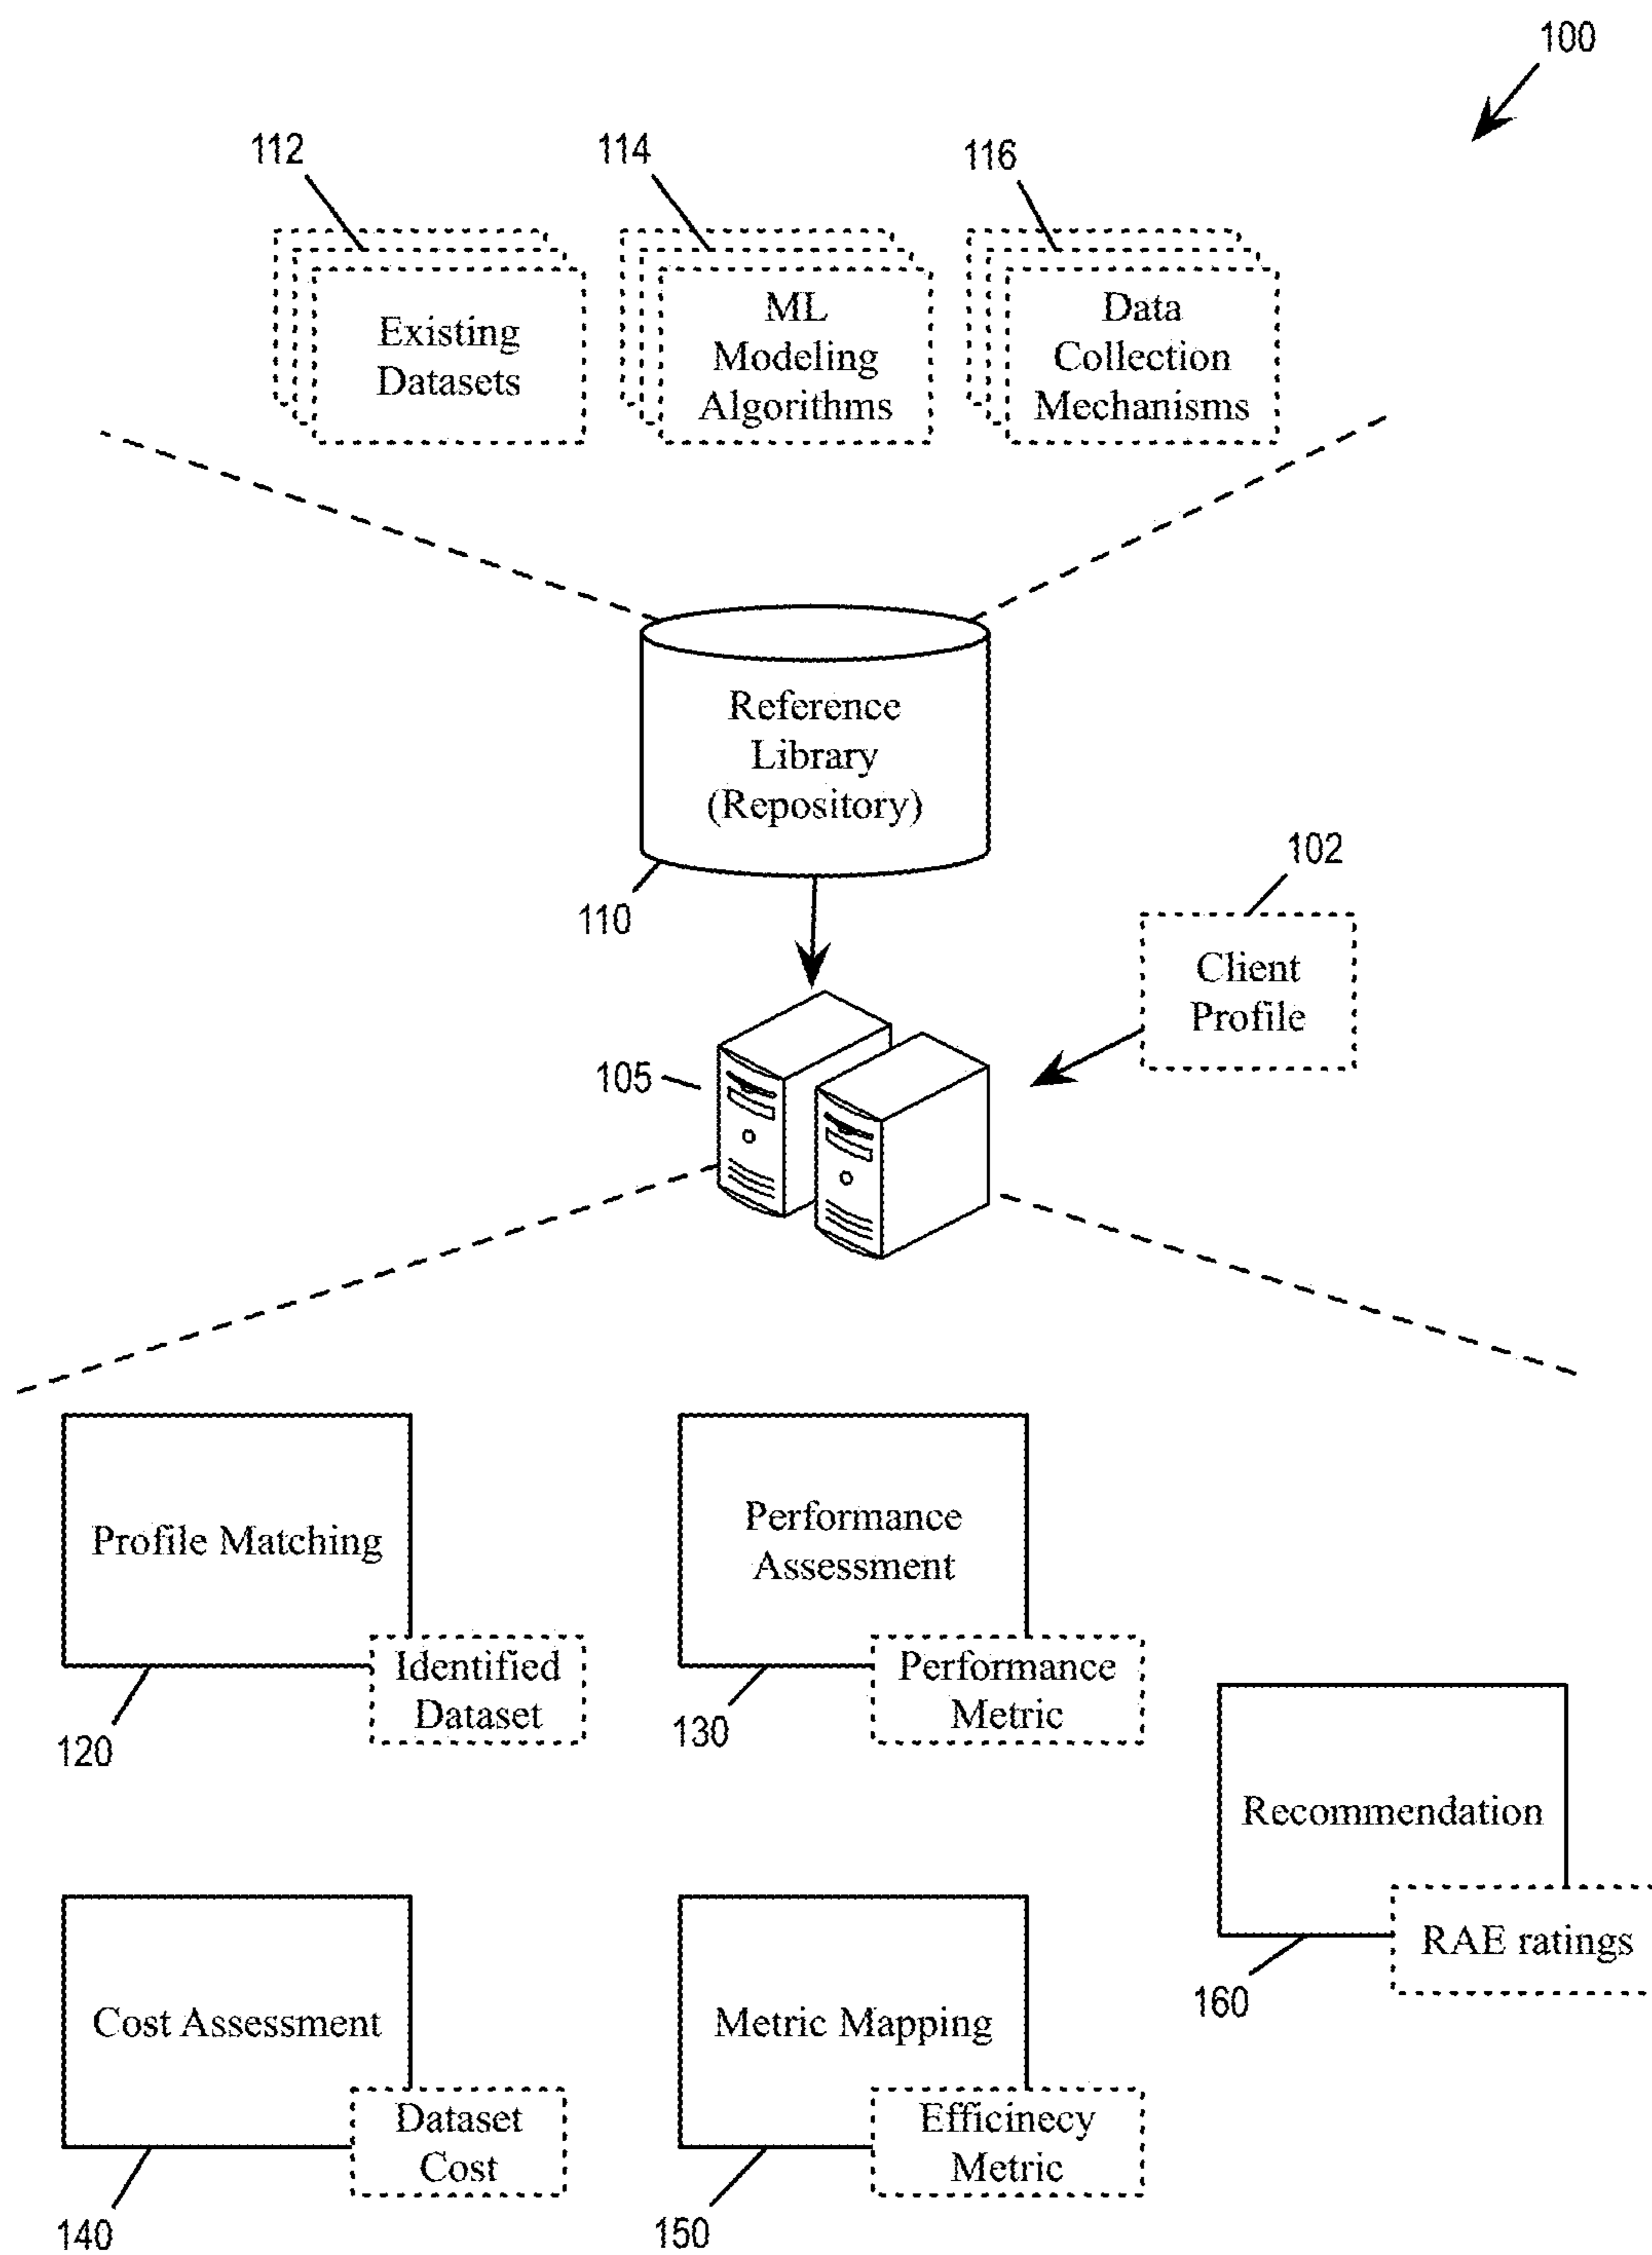 100
112
114
116
Existing
Datasets
ML
Modeling
Algorithms
Data
Collection
Mechanisms
Reference
Library
(Repository)
110
102
Client
Profile
105
Profile Matching
Identified
Dataset
120
Performance
Assessment
Performance
Metric
130
Recommendation
RAE ratings
160
Cost Assessment
Dataset
Cost
140
Metric Mapping
Efficinecy
Metric
150